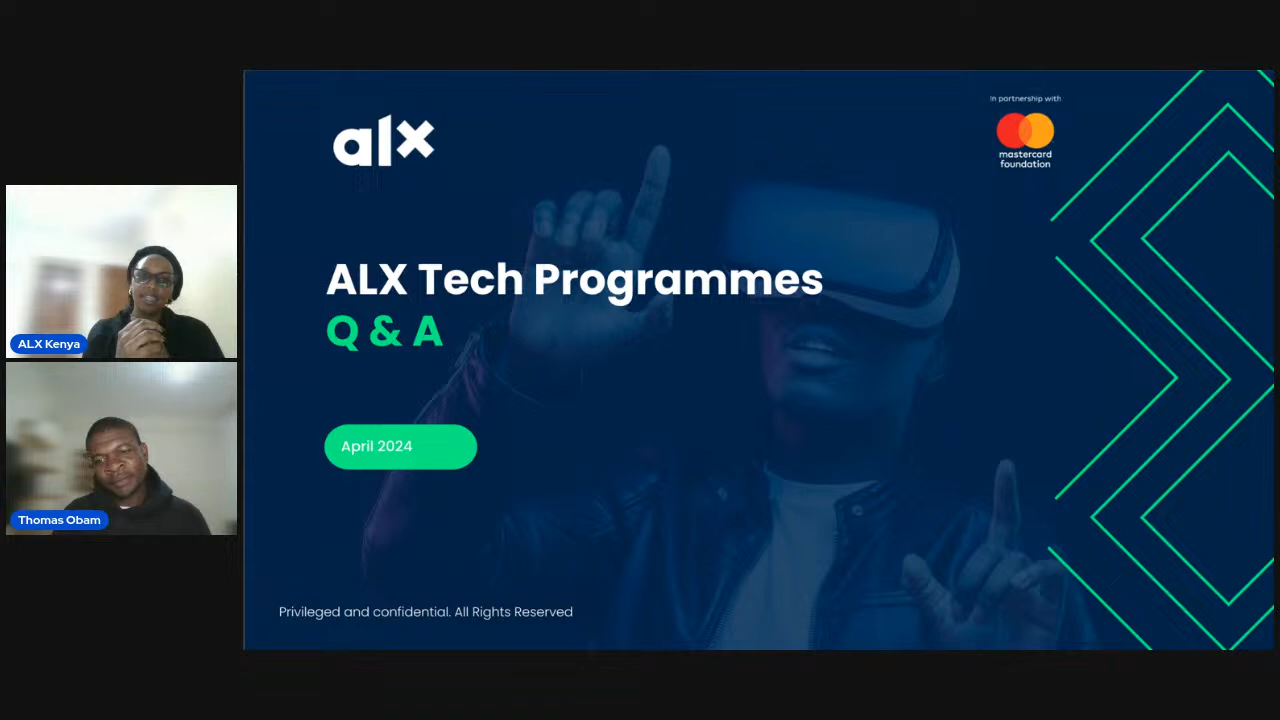 alx
In partnership with
mastercard
foundation
ALX Tech Programmes
Q & A
April 2024
Privileged and confidential. All Rights Reserved
ALX Kenya
Thomas Obam